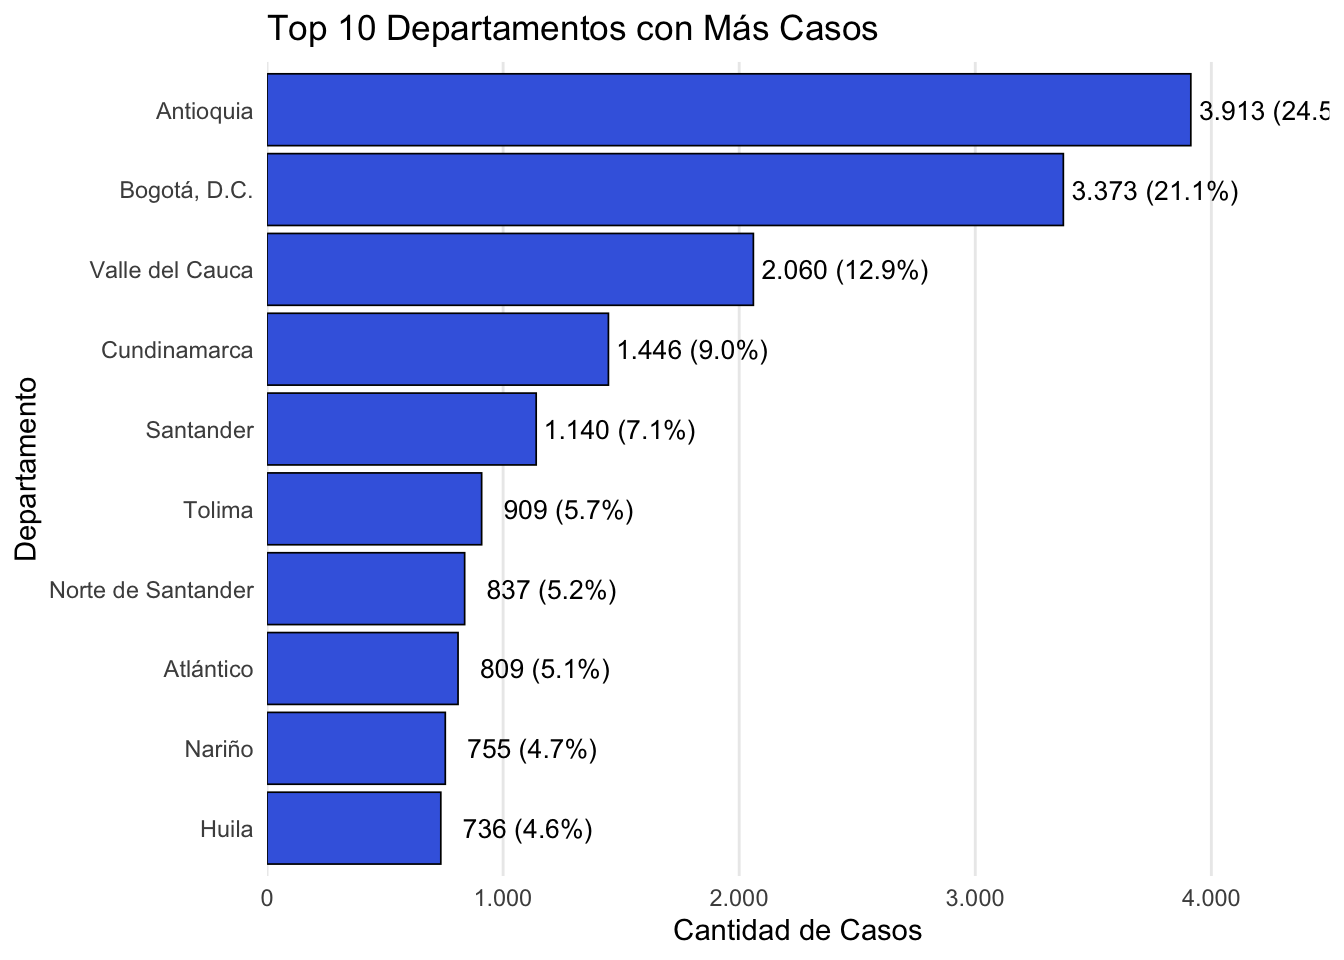 Top 10 Departamentos con Más Casos
Antioquia 3.913 (24.5
Bogotá, D.C. 3.373 (21.1%)
Valle del Cauca 2.060 (12.9%)
Cundinamarca 1.446 (9.0%)
Santander 1.140 (7.1%)
Tolima 909 (5.7%)
Norte de Santander 837 (5.2%)
Atlántico 809 (5.1%)
Nariño 755 (4.7%)
Huila 736 (4.6%)
Departamento
0 1.000 2.000 3.000 4.000
Cantidad de Casos